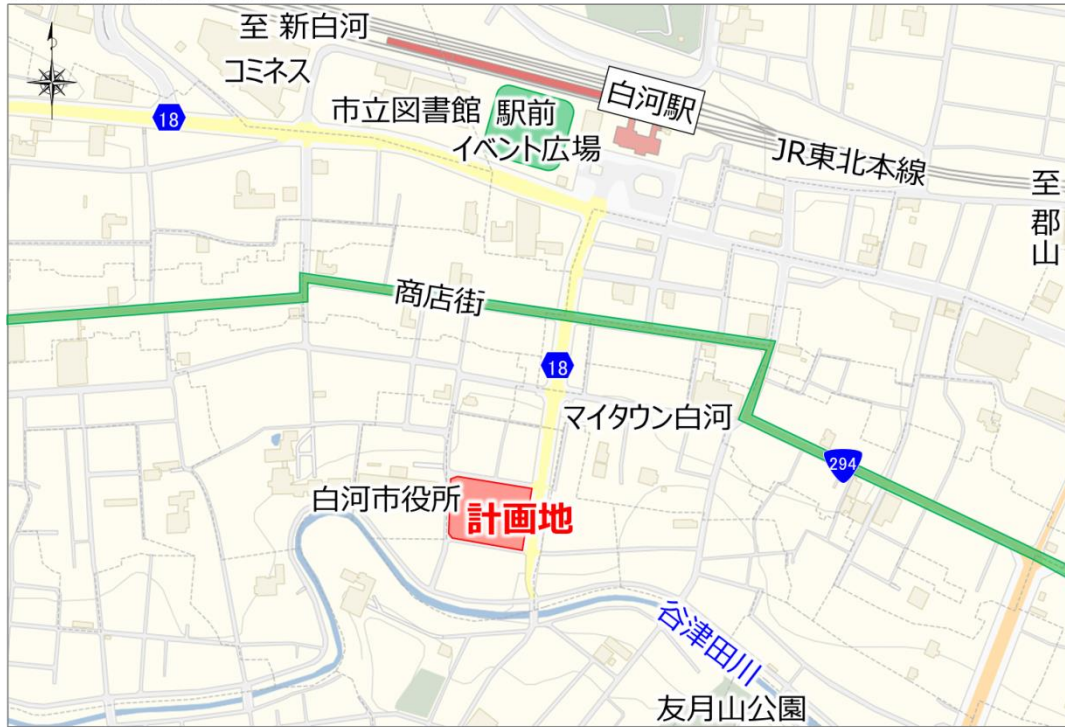 至 新白河
コミネス
18
市立図書館
駅前
イベント広場
白河駅
JR東北本線
至
郡
山
商店街
18
マイタウン白河
294
白河市役所
計画地
谷津田川
友月山公園